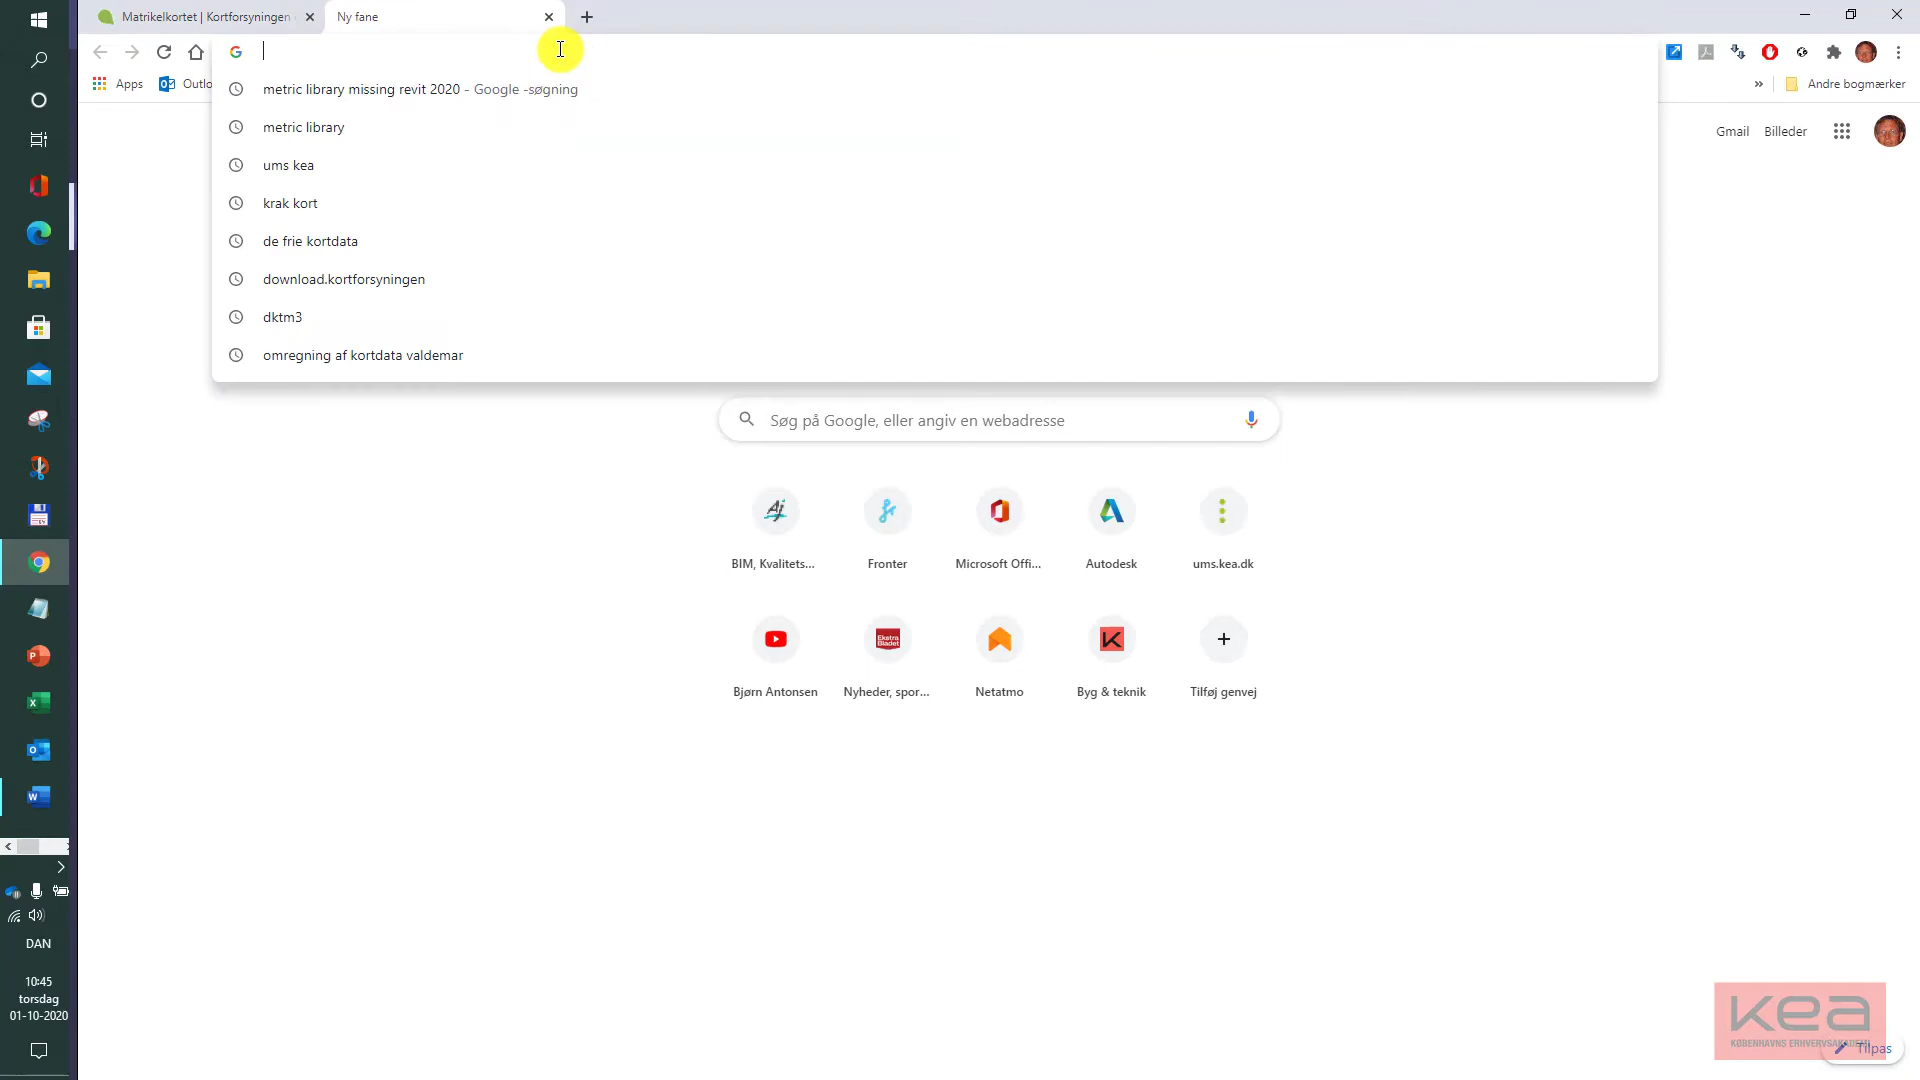 Matrikelkortet | Kortforsyningen
Ny fane
metric library missing revit 2020 - Google -søgning
Apps
Outlo
Andre bogmærker
metric library
Gmail
Billeder
ums kea
krak kort
de frie kortdata
download.kortforsyningen
dktm3
omregning af kortdata valdemar
Søg på Google, eller angiv en webadresse
BIM, Kvalitets...
Fronter
Microsoft Offi...
Autodesk
ums.kea.dk
Bjørn Antonsen
Nyheder, spor...
Netatmo
Byg & teknik
Tilføj genvej
DAN
10:45
torsdag
01-10-2020
kea
KØBENHAVNS ERHVERVSAKADEMI
Tilpas